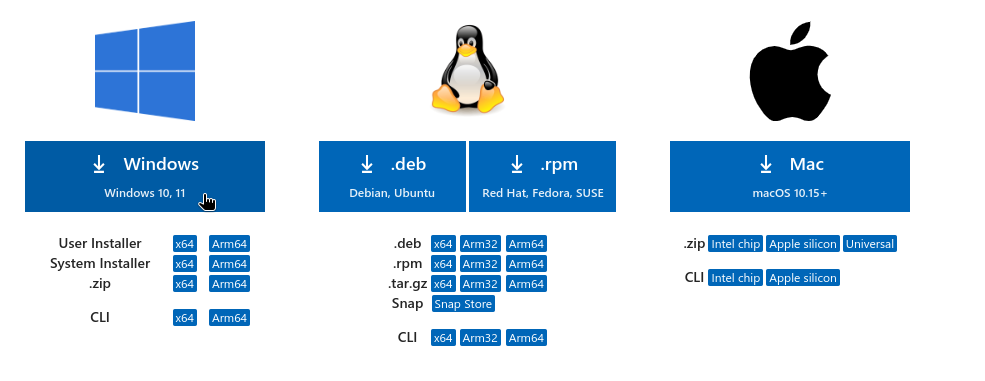 Windows
Windows 10, 11
User Installer x64 Arm64
System Installer x64 Arm64
.zip x64 Arm64
CLI x64 Arm64
.deb .rpm
Debian, Ubuntu Red Hat, Fedora, SUSE
.deb x64 Arm32 Arm64
.rpm x64 Arm32 Arm64
.tar.gz x64 Arm32 Arm64
Snap Snap Store
CLI x64 Arm32 Arm64
Mac
macOS 10.15+
.zip Intel chip Apple silicon Universal
CLI Intel chip Apple silicon